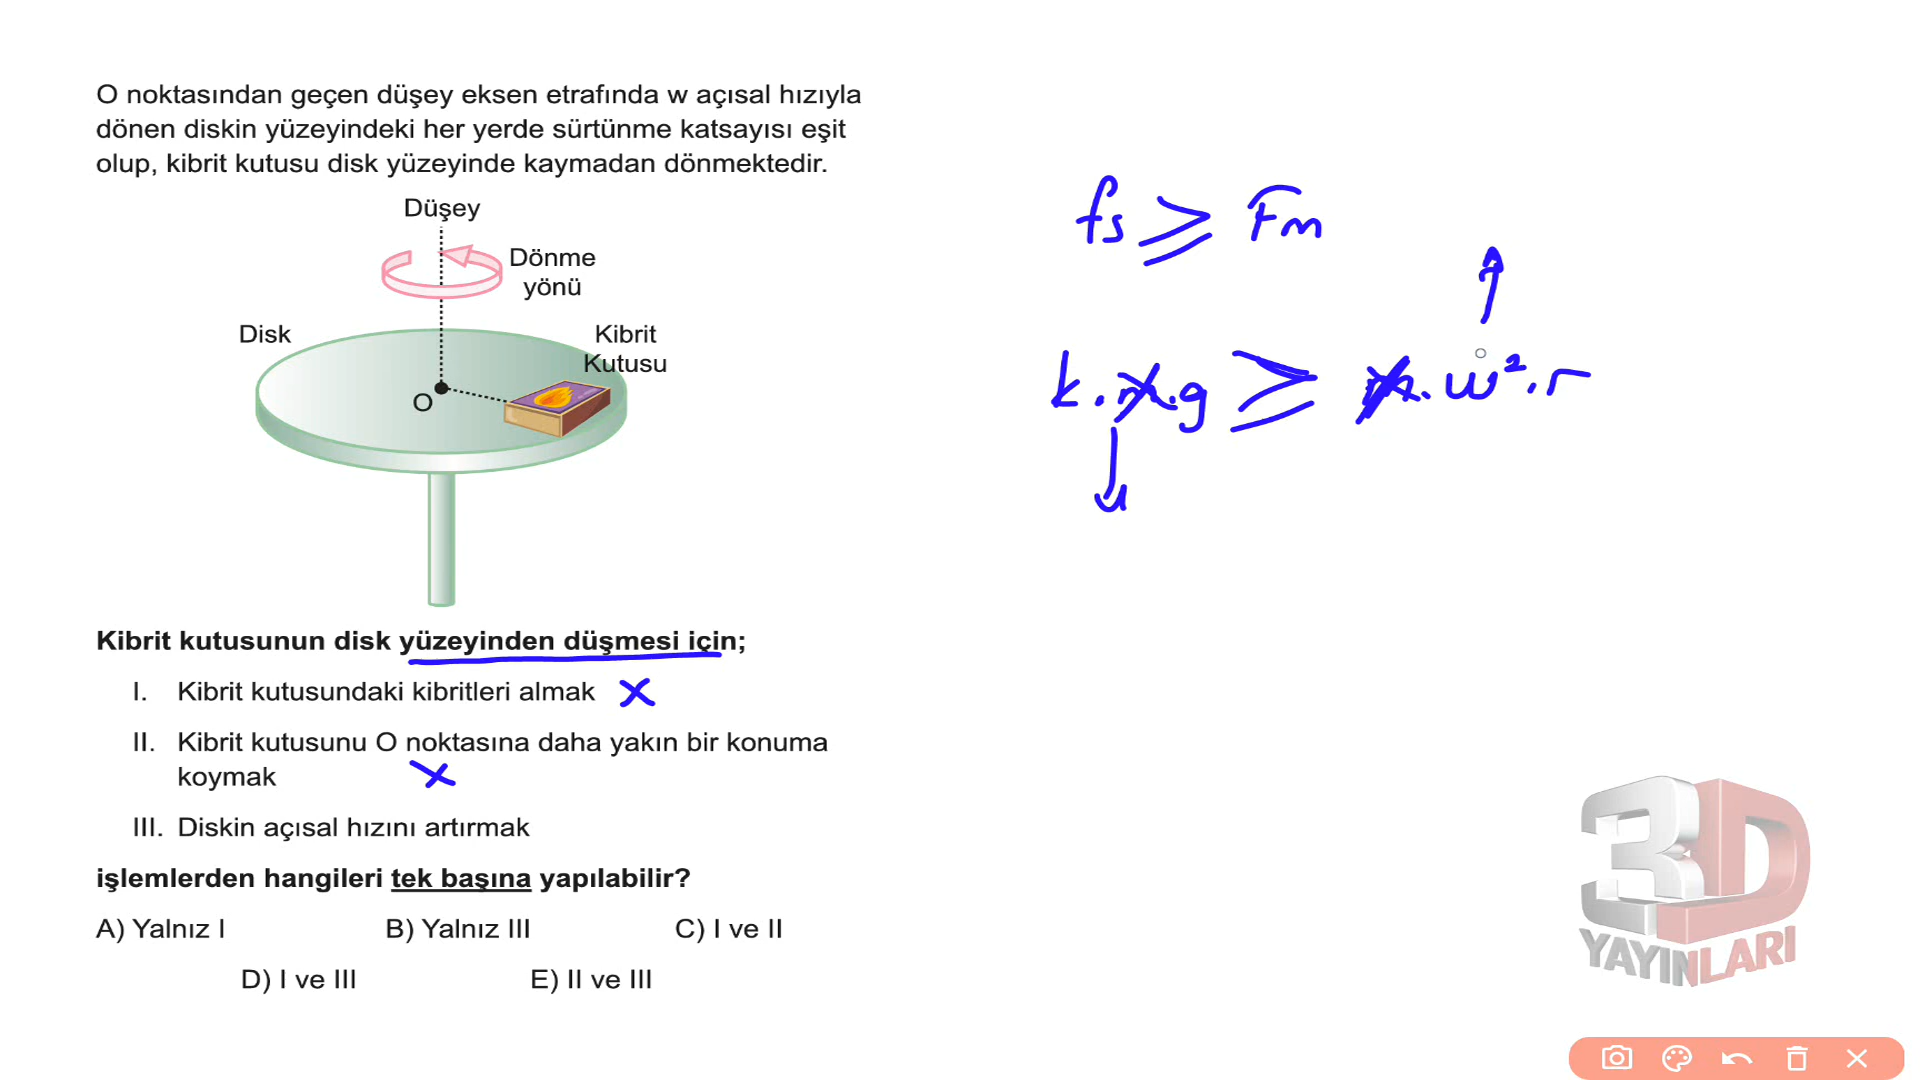 O noktasından geçen düşey eksen etrafında w açısal hızıyla
dönen diskin yüzeyindeki her yerde sürtünme katsayısı eşit
olup, kibrit kutusu disk yüzeyinde kaymadan dönmektedir.
Düşey
Dönme
yönü
Disk
Kibrit
Kutusu
O
fs ≥ Fm
k.m.g ≥ m.w².r
Kibrit kutusunun disk yüzeyinden düşmesi için;
I. Kibrit kutusundaki kibritleri almak X
II. Kibrit kutusunu O noktasına daha yakın bir konuma
koymak X
III. Diskin açısal hızını artırmak
işlemlerden hangileri tek başına yapılabilir?
A) Yalnız I B) Yalnız III C) I ve II
D) I ve III E) II ve III
3D
YAYINLARI